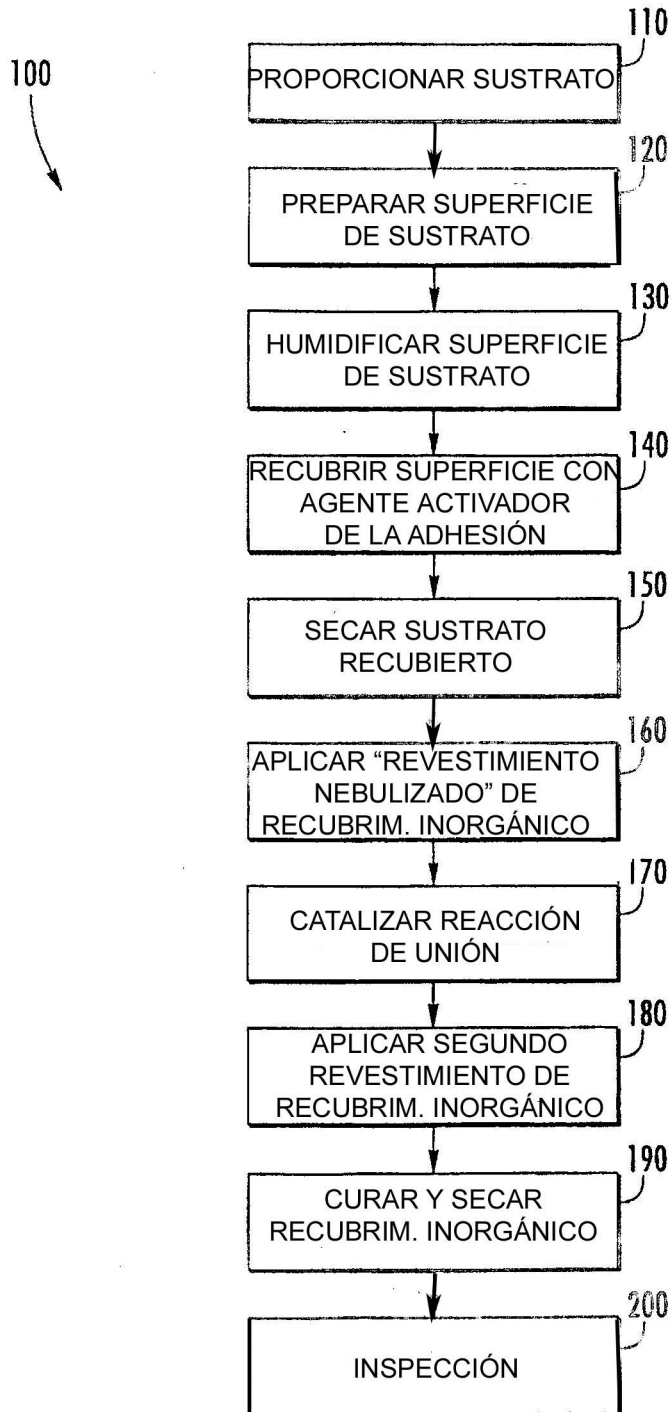 100
110
PROPORCIONAR SUSTRATO
120
PREPARAR SUPERFICIE
DE SUSTRATO
130
HUMIDIFICAR SUPERFICIE
DE SUSTRATO
140
RECUBRIR SUPERFICIE CON
AGENTE ACTIVADOR
DE LA ADHESIÓN
150
SECAR SUSTRATO
RECUBIERTO
160
APLICAR “REVESTIMIENTO
NEBULIZADO” DE
RECUBRIM. INORGÁNICO
170
CATALIZAR REACCIÓN
DE UNIÓN
180
APLICAR SEGUNDO
REVESTIMIENTO DE
RECUBRIM. INORGÁNICO
190
CURAR Y SECAR
RECUBRIM. INORGÁNICO
200
INSPECCIÓN